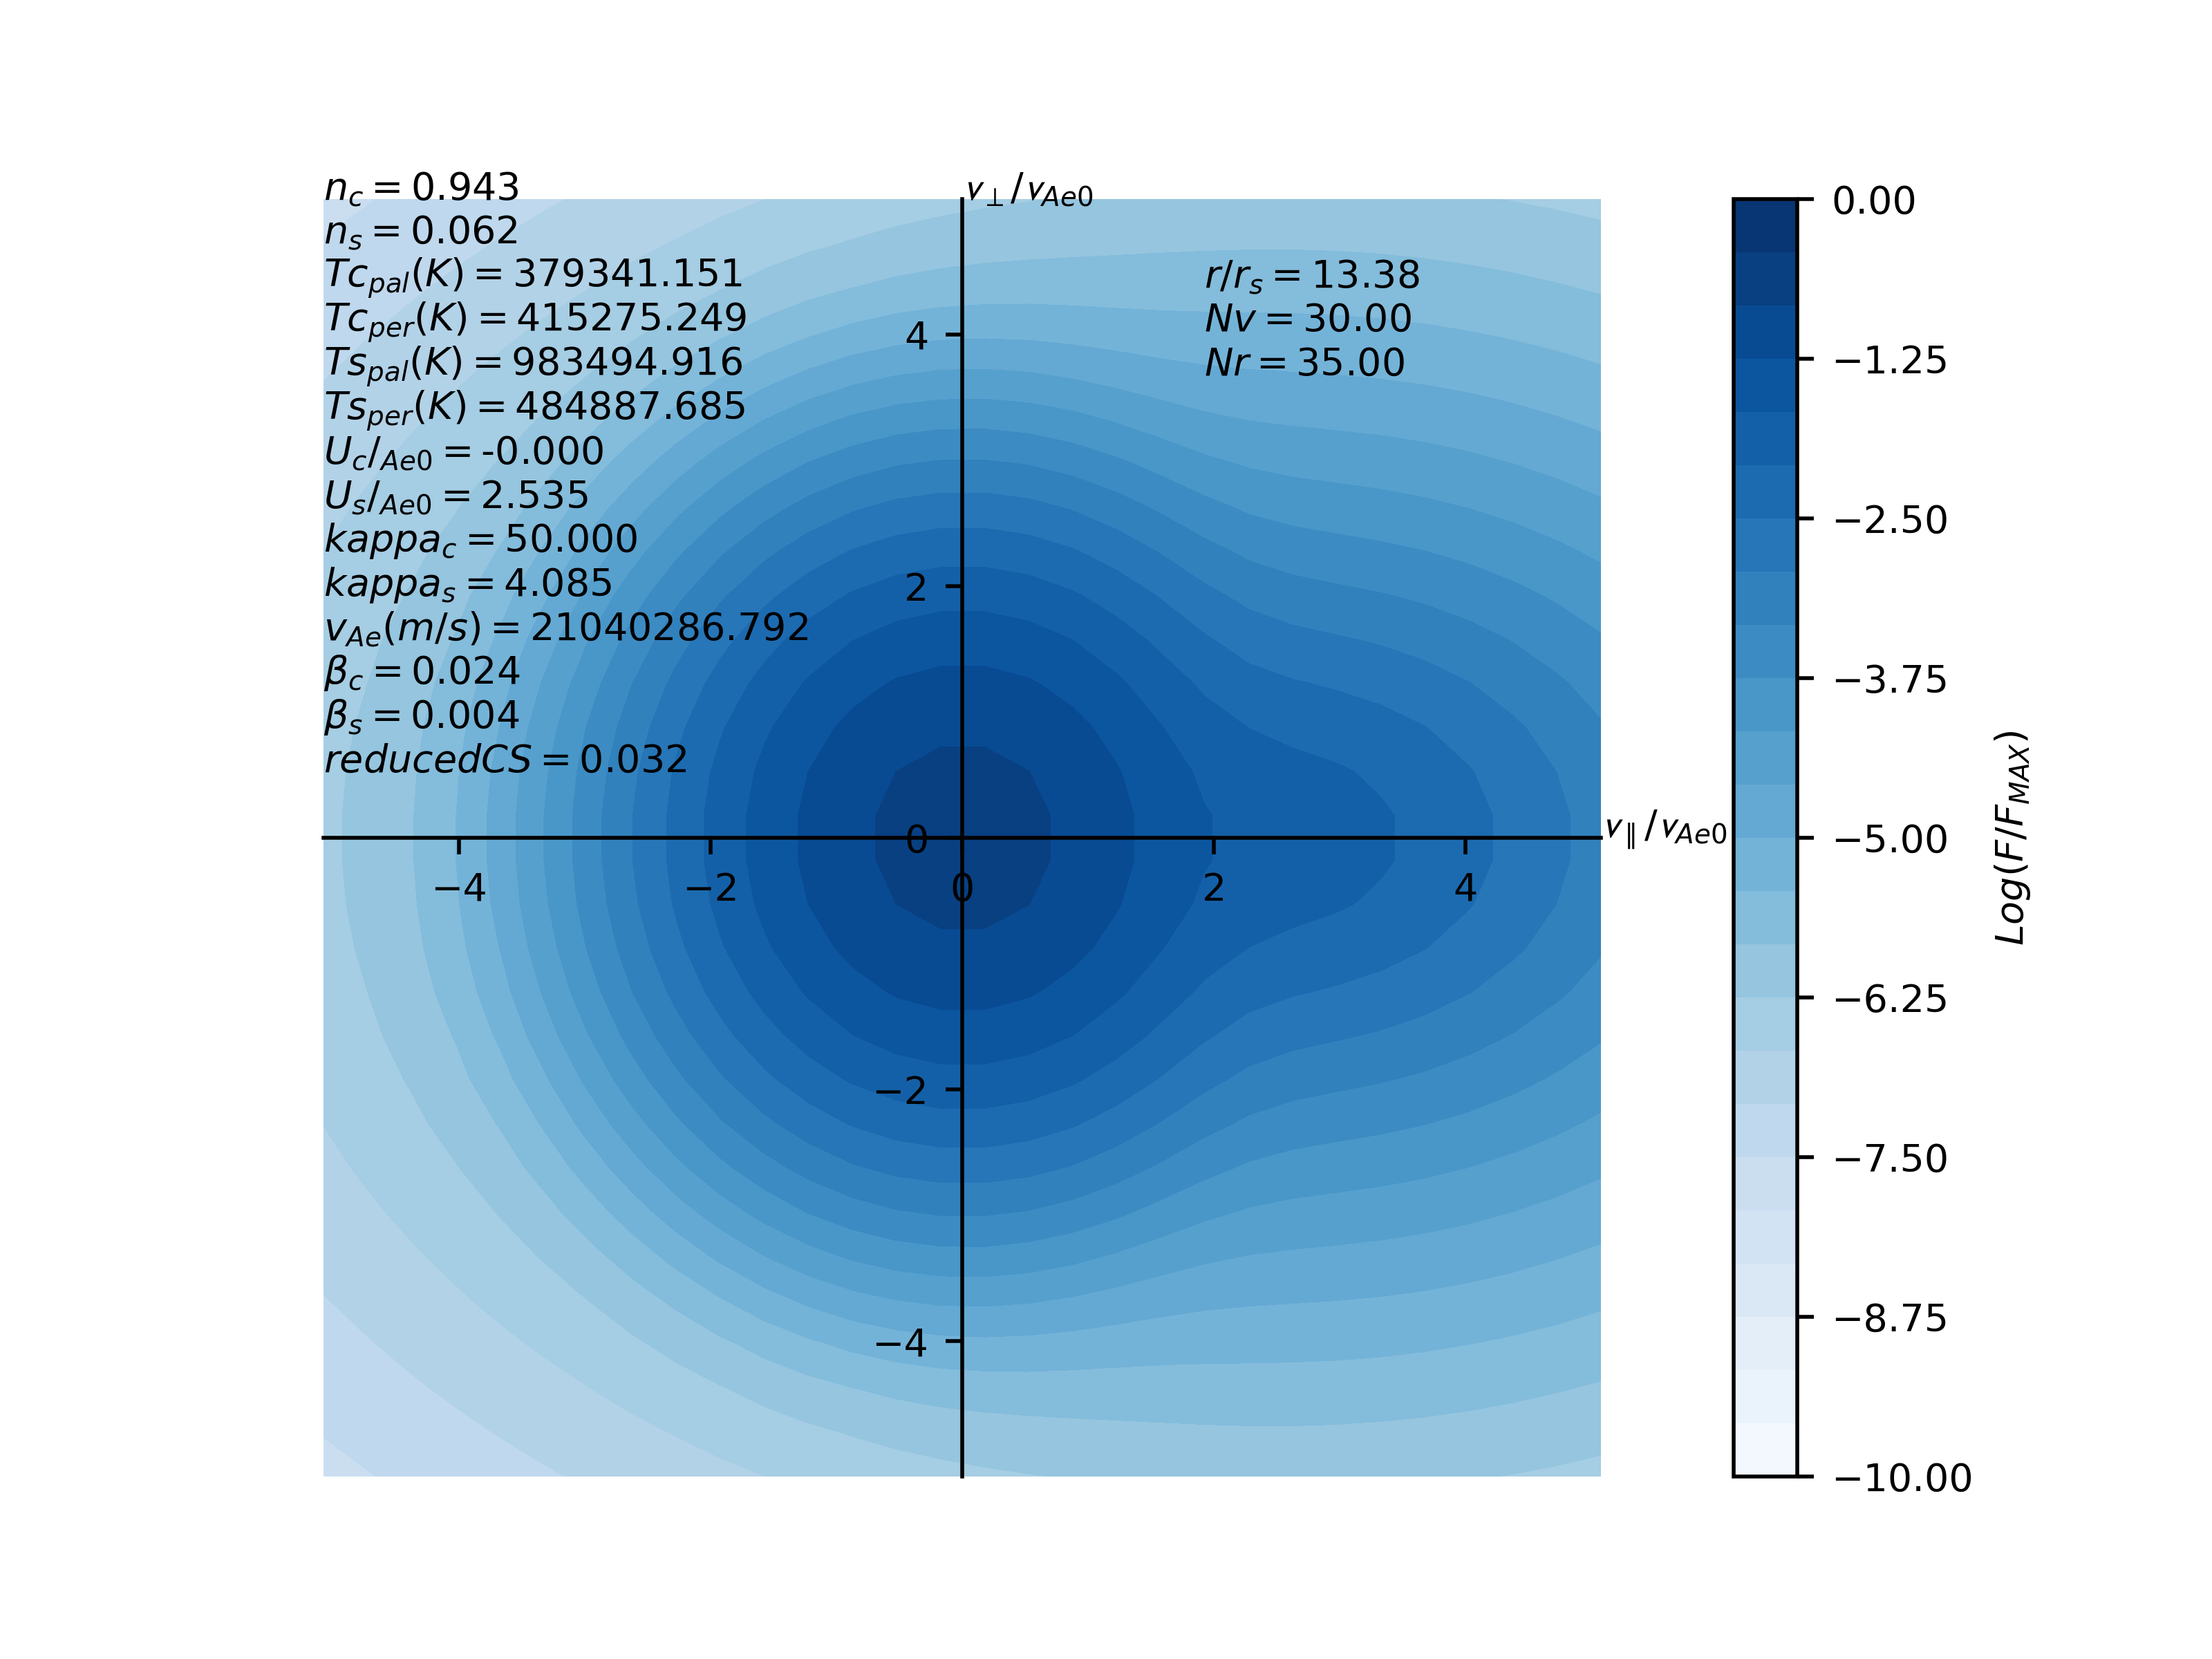 n_c = 0.943
n_s = 0.062
Tc_pal(K) = 379341.151
Tc_per(K) = 415275.249
Ts_pal(K) = 983494.916
Ts_per(K) = 484887.685
U_c/_Ae0 = -0.000
U_s/_Ae0 = 2.535
kappa_c = 50.000
kappa_s = 4.085
v_Ae(m/s) = 21040286.792
β_c = 0.024
β_s = 0.004
reducedCS = 0.032
v_⊥/v_Ae0
r/r_s = 13.38
Nv = 30.00
Nr = 35.00
4
2
0
−2
−4
−4
−2
0
2
4
v_∥/v_Ae0
0.00
−1.25
−2.50
−3.75
−5.00
−6.25
−7.50
−8.75
−10.00
Log(F/F_MAX)